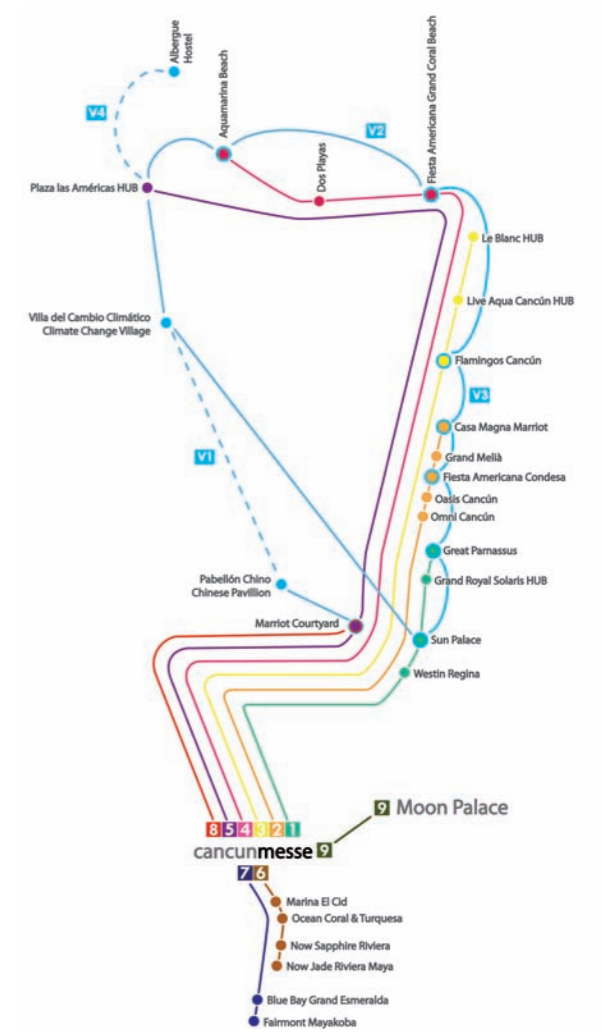 Albergue
Hostel
V4
Aquamarina Beach
V2
Fiesta Americana Grand Coral Beach
Dos Playas
Plaza las Américas HUB
Le Blanc HUB
Live Aqua Cancún HUB
Villa del Cambio Climático
Climate Change Village
Flamingos Cancún
V3
Casa Magna Marriot
V1
Grand Melià
Fiesta Americana Condesa
Oasis Cancún
Omni Cancún
Great Parnassus
Pabellón Chino
Chinese Pavillion
Grand Royal Solaris HUB
Marriot Courtyard
Sun Palace
Westin Regina
9 Moon Palace
8 5 4 3 2 1
cancunmesse 9
7 6
Marina El Cid
Ocean Coral & Turquesa
Now Sapphire Riviera
Now Jade Riviera Maya
Blue Bay Grand Esmeralda
Fairmont Mayakoba